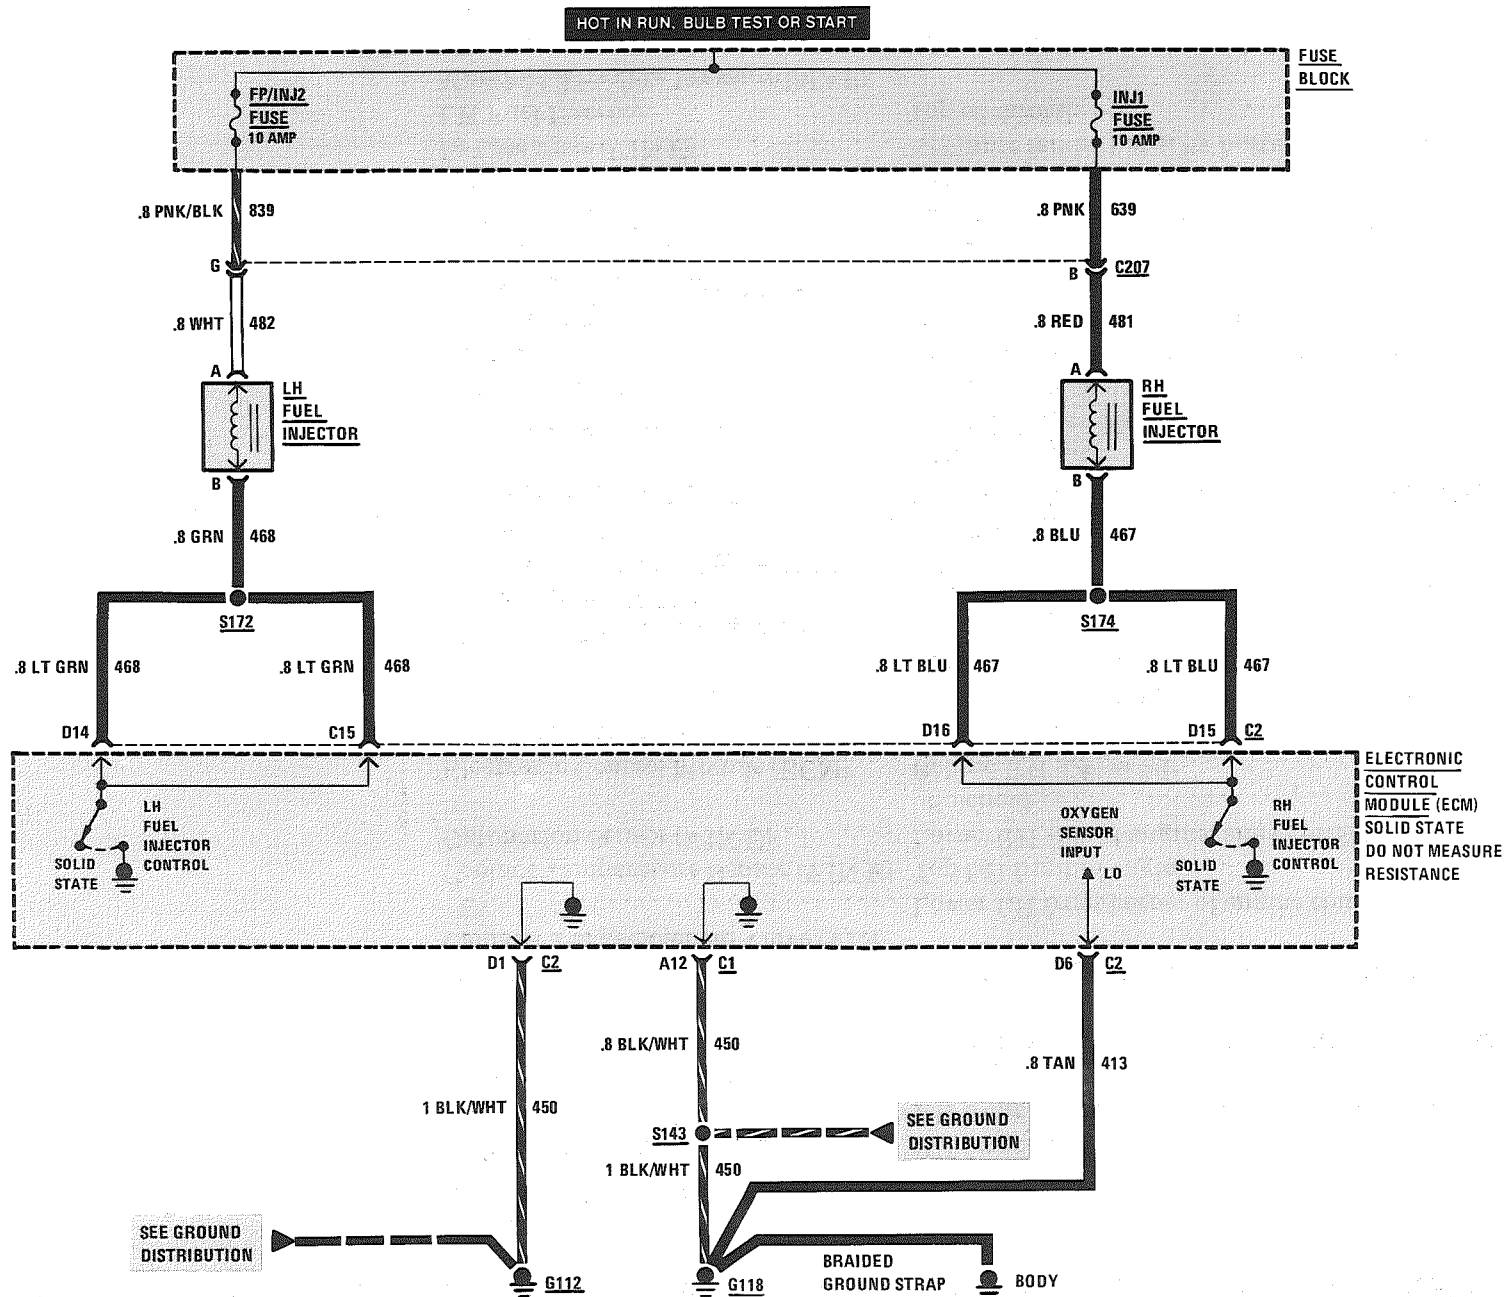 HOT IN RUN, BULB TEST OR START
FUSE
BLOCK
FP/INJ2
FUSE
10 AMP
INJ1
FUSE
10 AMP
.8 PNK/BLK 839
.8 PNK 639
G
B C207
.8 WHT 482
.8 RED 481
A
A
LH
FUEL
INJECTOR
RH
FUEL
INJECTOR
B
B
.8 GRN 468
.8 BLU 467
S172
S174
.8 LT GRN 468
.8 LT GRN 468
.8 LT BLU 467
.8 LT BLU 467
D14
C15
D16
D15 C2
ELECTRONIC
CONTROL
MODULE (ECM)
SOLID STATE
DO NOT MEASURE
RESISTANCE
LH
FUEL
INJECTOR
CONTROL
SOLID
STATE
OXYGEN
SENSOR
INPUT
LO
RH
FUEL
INJECTOR
CONTROL
SOLID
STATE
D1 C2
A12 C1
D6 C2
.8 BLK/WHT 450
.8 TAN 413
1 BLK/WHT 450
S143
SEE GROUND
DISTRIBUTION
1 BLK/WHT 450
SEE GROUND
DISTRIBUTION
G112
G118
BRAIDED
GROUND STRAP
BODY